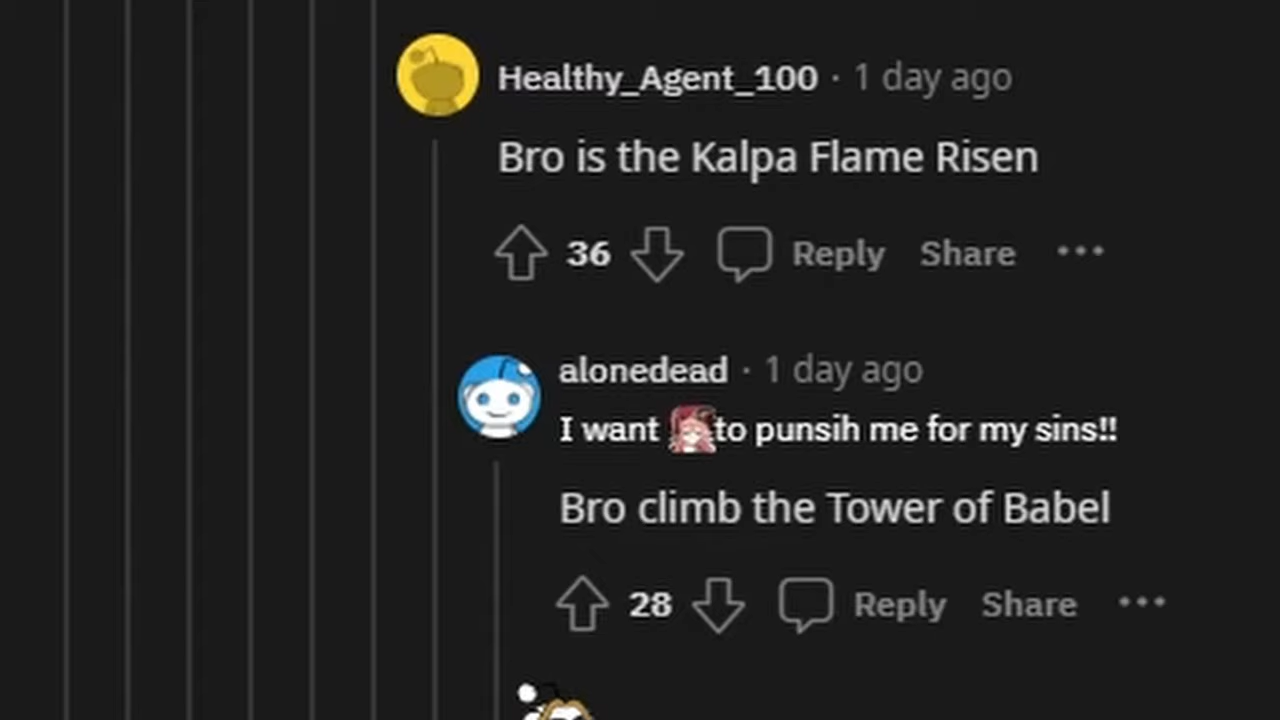 Healthy_Agent_100 · 1 day ago
Bro is the Kalpa Flame Risen
36 Reply Share ···
alonedead · 1 day ago
I want to punsih me for my sins!!
Bro climb the Tower of Babel
28 Reply Share ···